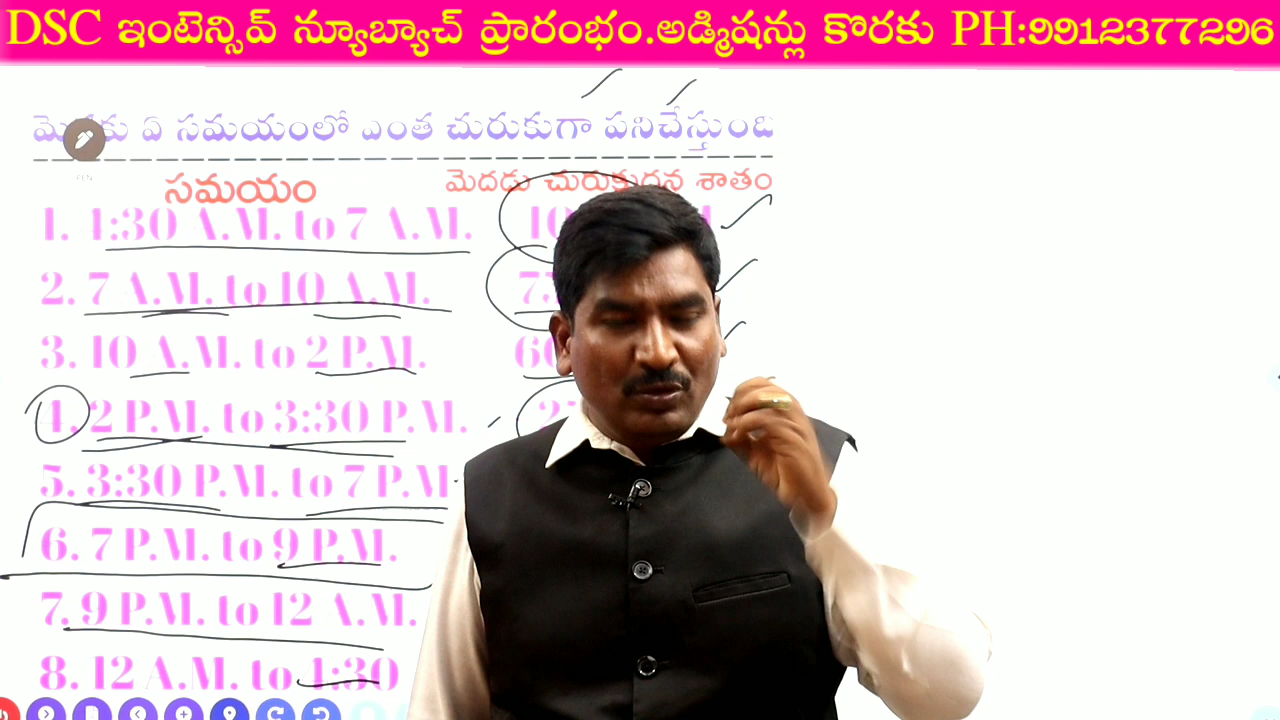 DSC ఇంటెన్సివ్ న్యూబ్యాచ్ ప్రారంభం.అడ్మిషన్లు కొరకు PH:9912377296
ఏ సమయంలో ఎంత చురుకుగా పనిచేస్తుంది
PEN
సమయం మెదడు చురుకుదన శాతం
1. 4:30 A.M. to 7 A.M.
2. 7 A.M. to 10 A.M.
3. 10 A.M. to 2 P.M.
4. 2 P.M. to 3:30 P.M.
5. 3:30 P.M. to 7 P.M
6. 7 P.M. to 9 P.M.
7. 9 P.M. to 12 A.M.
8. 12 A.M. to 4:30